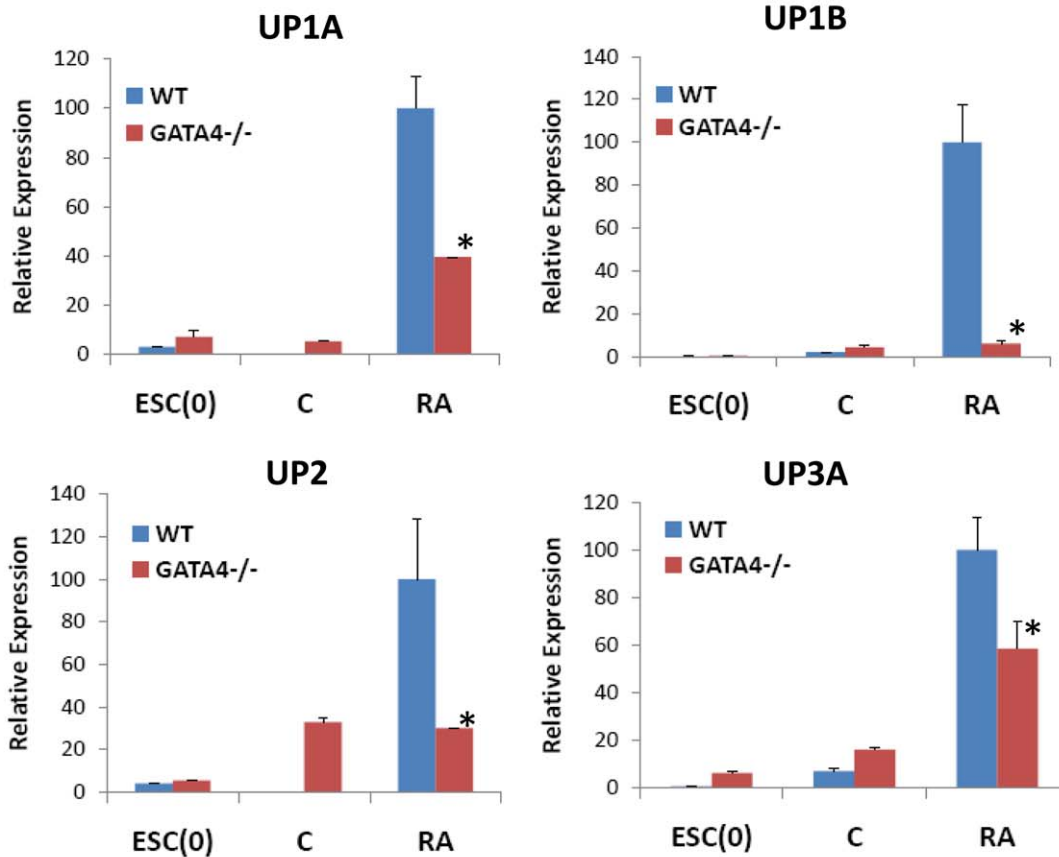 UP1A
120
100
80
60
40
20
0
Relative Expression
WT
GATA4-/-
*
ESC(0) C RA
UP1B
140
120
100
80
60
40
20
0
Relative Expression
WT
GATA4-/-
*
ESC(0) C RA
UP2
140
120
100
80
60
40
20
0
Relative Expression
WT
GATA4-/-
*
ESC(0) C RA
UP3A
120
100
80
60
40
20
0
Relative Expression
WT
GATA4-/-
*
ESC(0) C RA